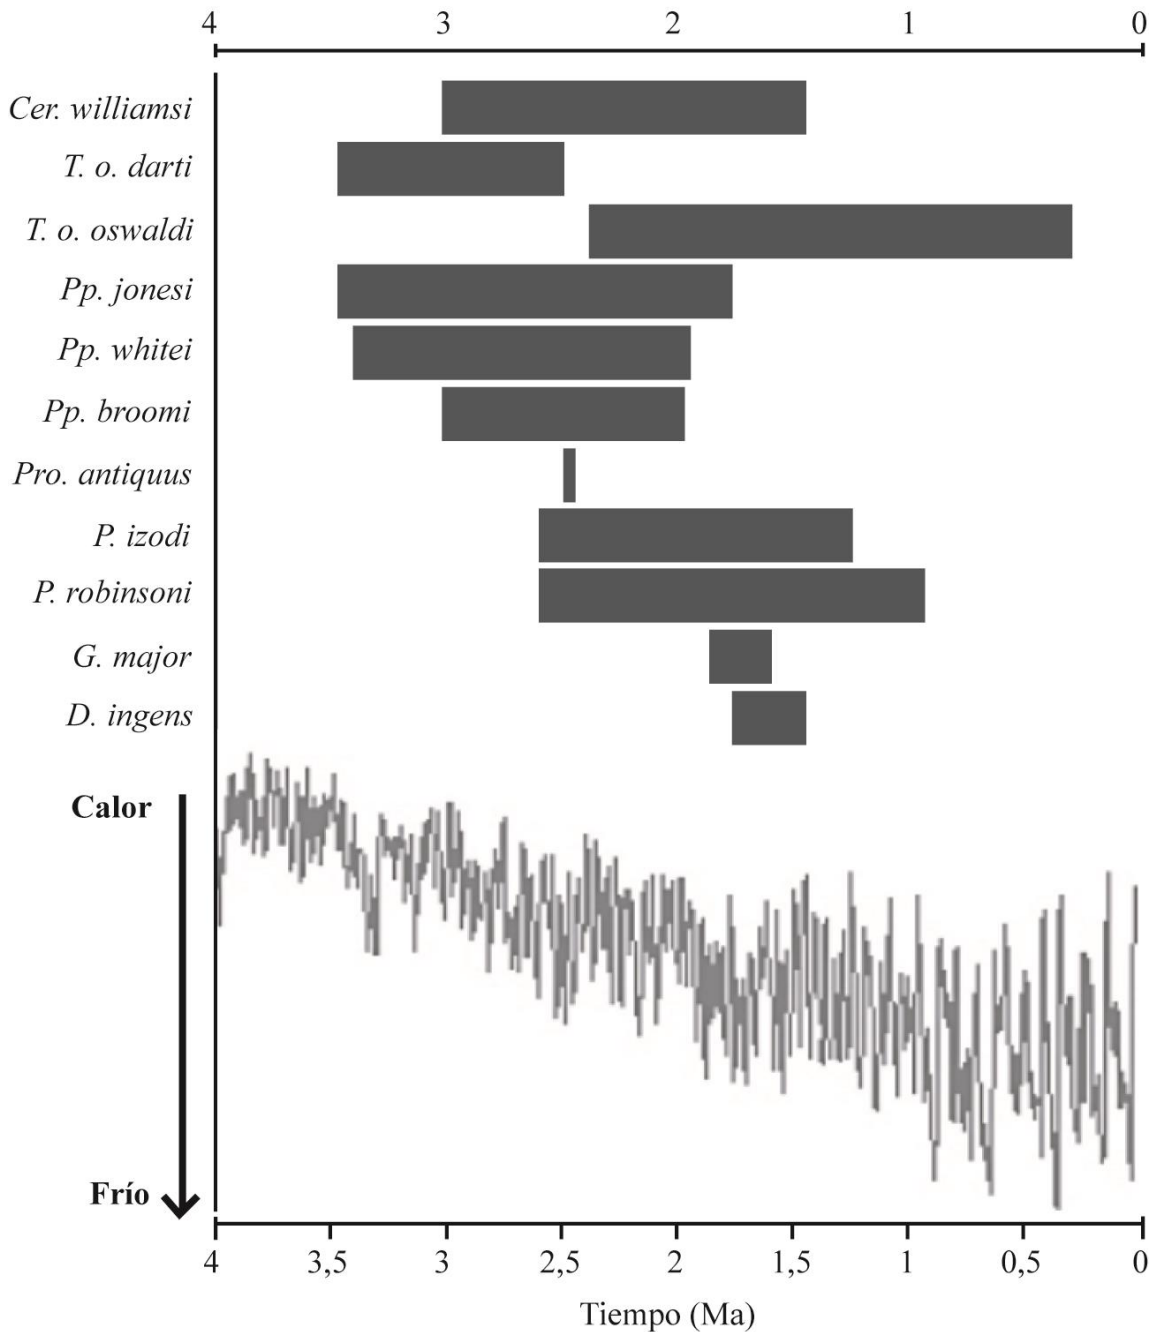 4 3 2 1 0
Cer. williamsi
T. o. darti
T. o. oswaldi
Pp. jonesi
Pp. whitei
Pp. broomi
Pro. antiquus
P. izodi
P. robinsoni
G. major
D. ingens
Calor
Frío
4 3,5 3 2,5 2 1,5 1 0,5 0
Tiempo (Ma)